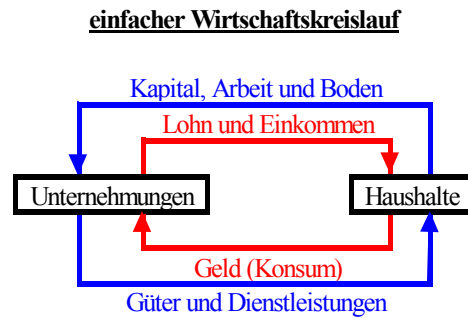 einfacher Wirtschaftskreislauf
Kapital, Arbeit und Boden
Lohn und Einkommen
Unternehmungen
Haushalte
Geld (Konsum)
Güter und Dienstleistungen